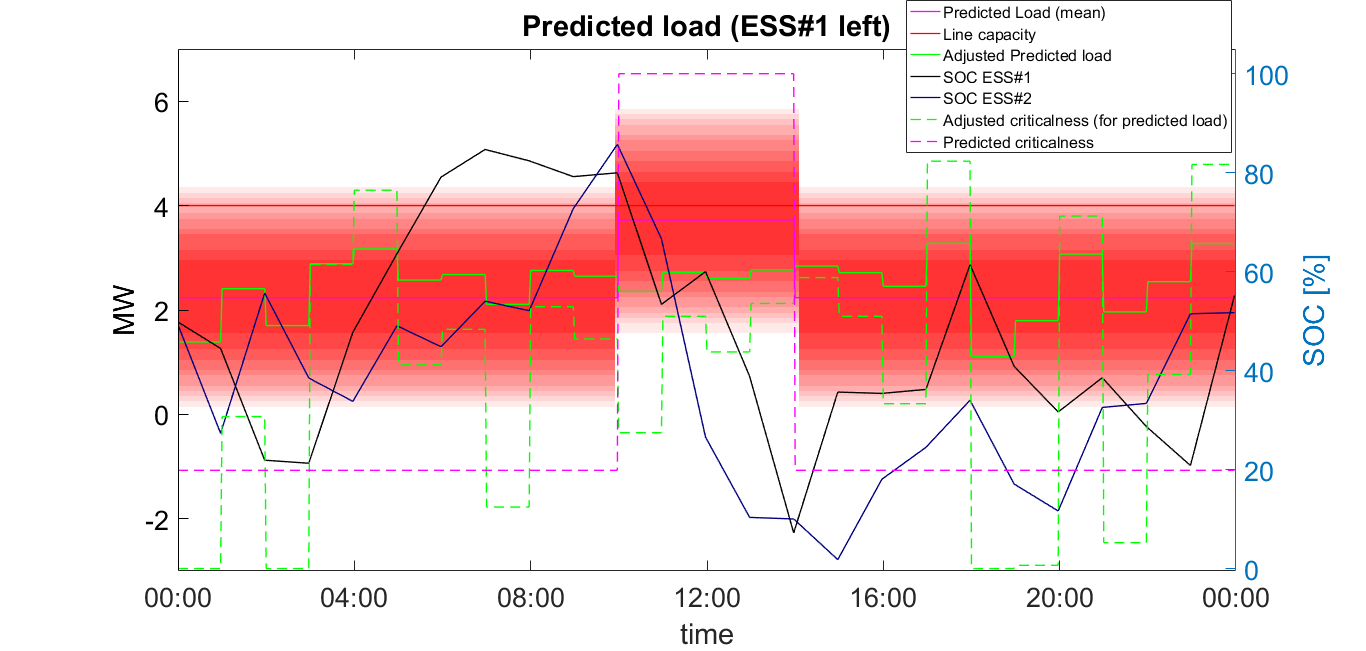 Predicted load (ESS#1 left)
Predicted Load (mean)
Line capacity
Adjusted Predicted load
SOC ESS#1
SOC ESS#2
Adjusted criticalness (for predicted load)
Predicted criticalness
6
4
2
0
-2
MW
100
80
60
40
20
0
SOC [%]
00:00 04:00 08:00 12:00 16:00 20:00 00:00
time